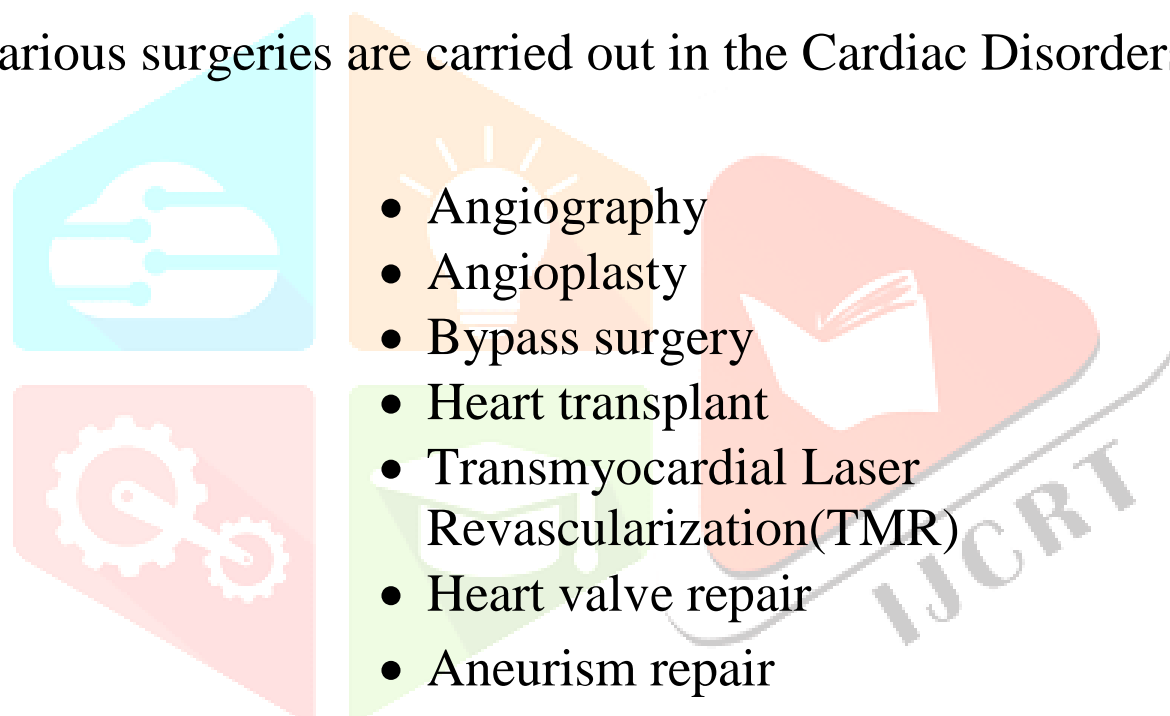 arious surgeries are carried out in the Cardiac Disorder
• Angiography
• Angioplasty
• Bypass surgery
• Heart transplant
• Transmyocardial Laser
Revascularization(TMR)
• Heart valve repair
• Aneurism repair
IJCRT